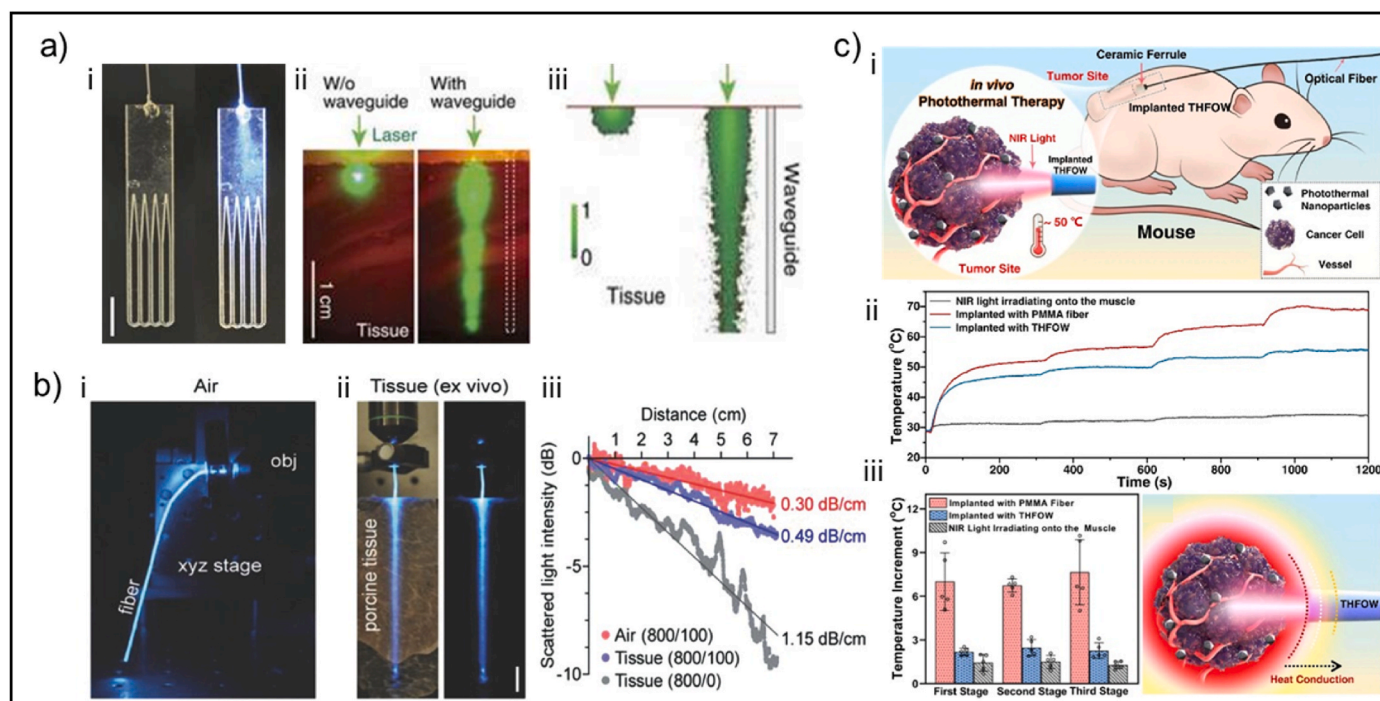 a)
i
ii
W/o
waveguide
With
waveguide
Laser
1 cm
Tissue
iii
1
0
Tissue
Waveguide
b)
i
Air
obj
xyz stage
fiber
ii
Tissue (ex vivo)
porcine tissue
iii
Distance (cm)
0 1 2 3 4 5 6 7
Scattered light intensity (dB)
0
-5
-10
0.30 dB/cm
0.49 dB/cm
1.15 dB/cm
Air (800/100)
Tissue (800/100)
Tissue (800/0)
c)
i
Ceramic Ferrule
Tumor Site
Optical Fiber
in vivo
Photothermal Therapy
Implanted THFOW
NIR Light
Implanted
THFOW
~ 50 °C
Tumor Site
Mouse
Photothermal
Nanoparticles
Cancer Cell
Vessel
ii
NIR light irradiating onto the muscle
Implanted with PMMA fiber
Implanted with THFOW
Temperature (°C)
70
60
50
40
30
20
0 200 400 600 800 1000 1200
Time (s)
iii
Implanted with PMMA Fiber
Implanted with THFOW
NIR Light Irradiating onto the Muscle
Temperature Increment (°C)
12
9
6
3
0
First Stage Second Stage Third Stage
THFOW
Heat Conduction